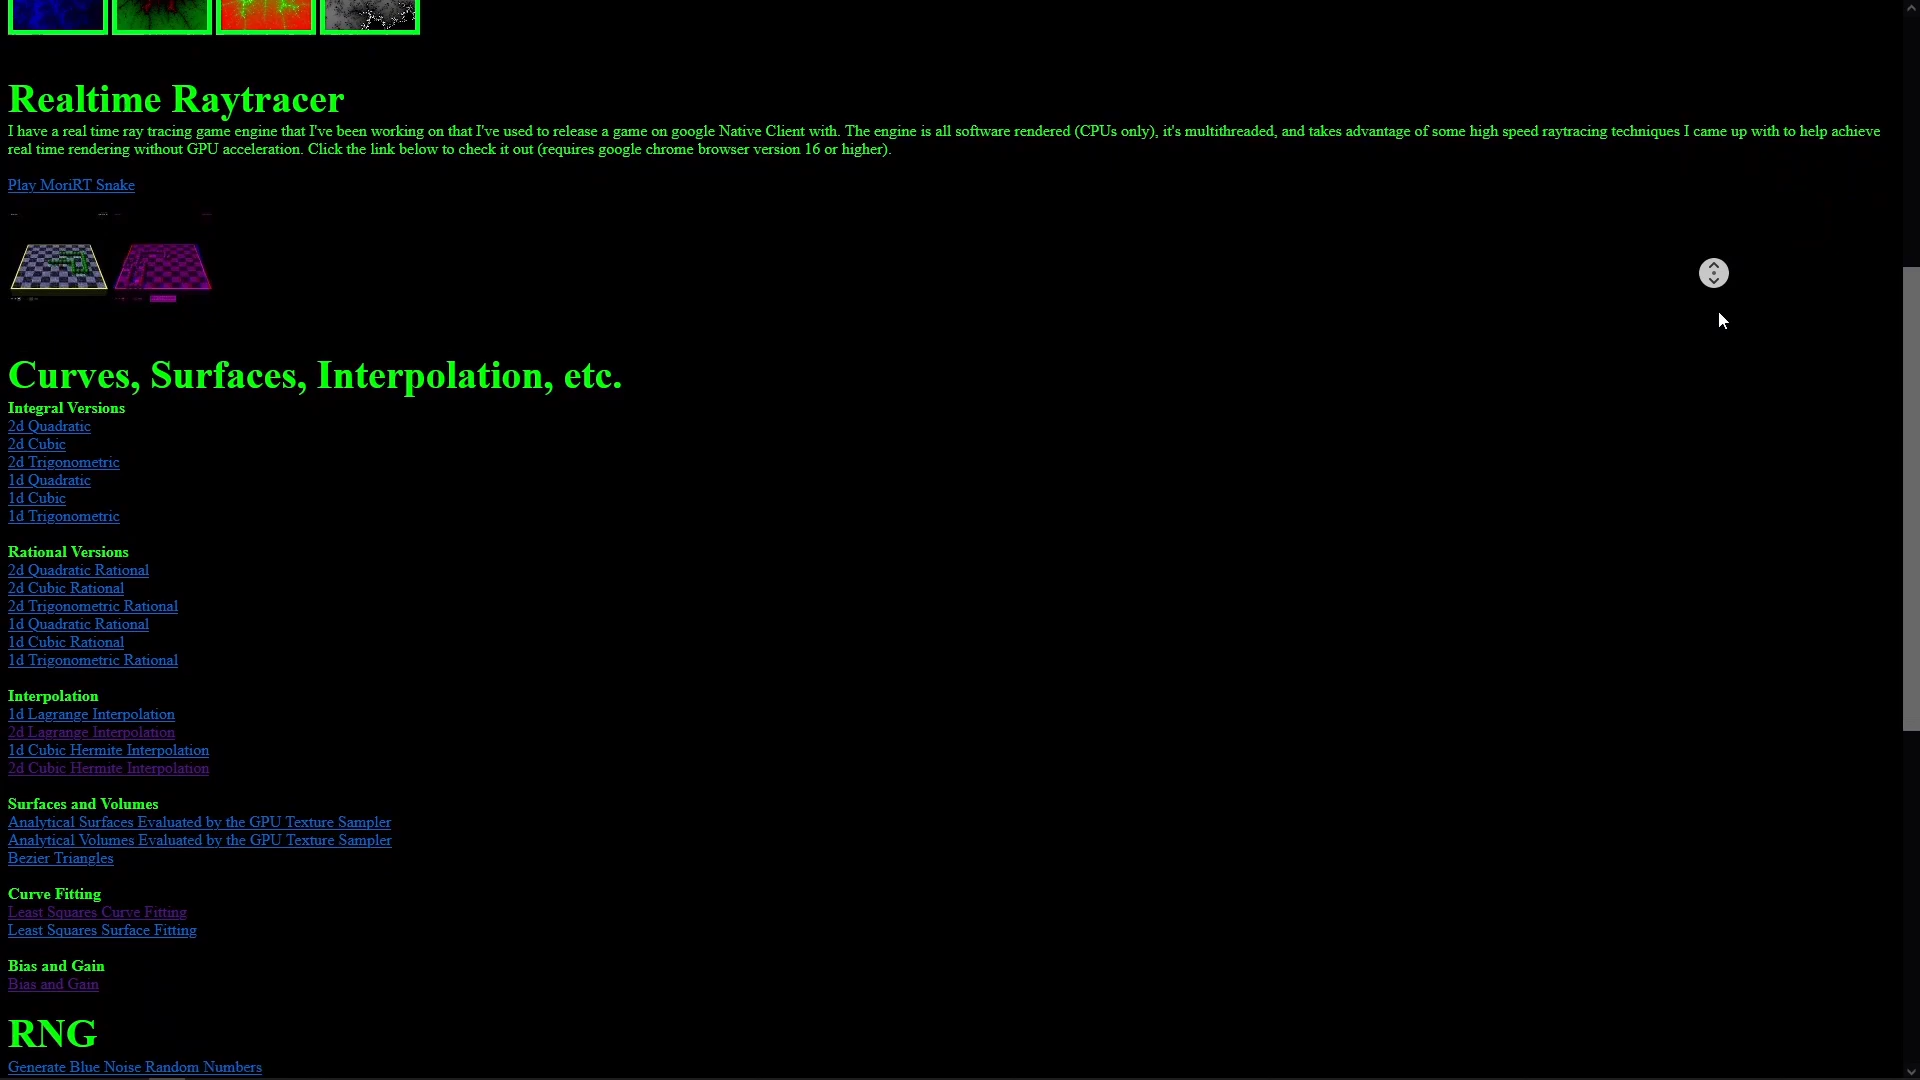 Realtime Raytracer
I have a real time ray tracing game engine that I've been working on that I've used to release a game on google Native Client with. The engine is all software rendered (CPUs only), it's multithreaded, and takes advantage of some high speed raytracing techniques I came up with to help achieve
real time rendering without GPU acceleration. Click the link below to check it out (requires google chrome browser version 16 or higher).
Play MoriRT Snake
Curves, Surfaces, Interpolation, etc.
Integral Versions
2d Quadratic
2d Cubic
2d Trigonometric
1d Quadratic
1d Cubic
1d Trigonometric
Rational Versions
2d Quadratic Rational
2d Cubic Rational
2d Trigonometric Rational
1d Quadratic Rational
1d Cubic Rational
1d Trigonometric Rational
Interpolation
1d Lagrange Interpolation
2d Lagrange Interpolation
1d Cubic Hermite Interpolation
2d Cubic Hermite Interpolation
Surfaces and Volumes
Analytical Surfaces Evaluated by the GPU Texture Sampler
Analytical Volumes Evaluated by the GPU Texture Sampler
Bezier Triangles
Curve Fitting
Least Squares Curve Fitting
Least Squares Surface Fitting
Bias and Gain
Bias and Gain
RNG
Generate Blue Noise Random Numbers